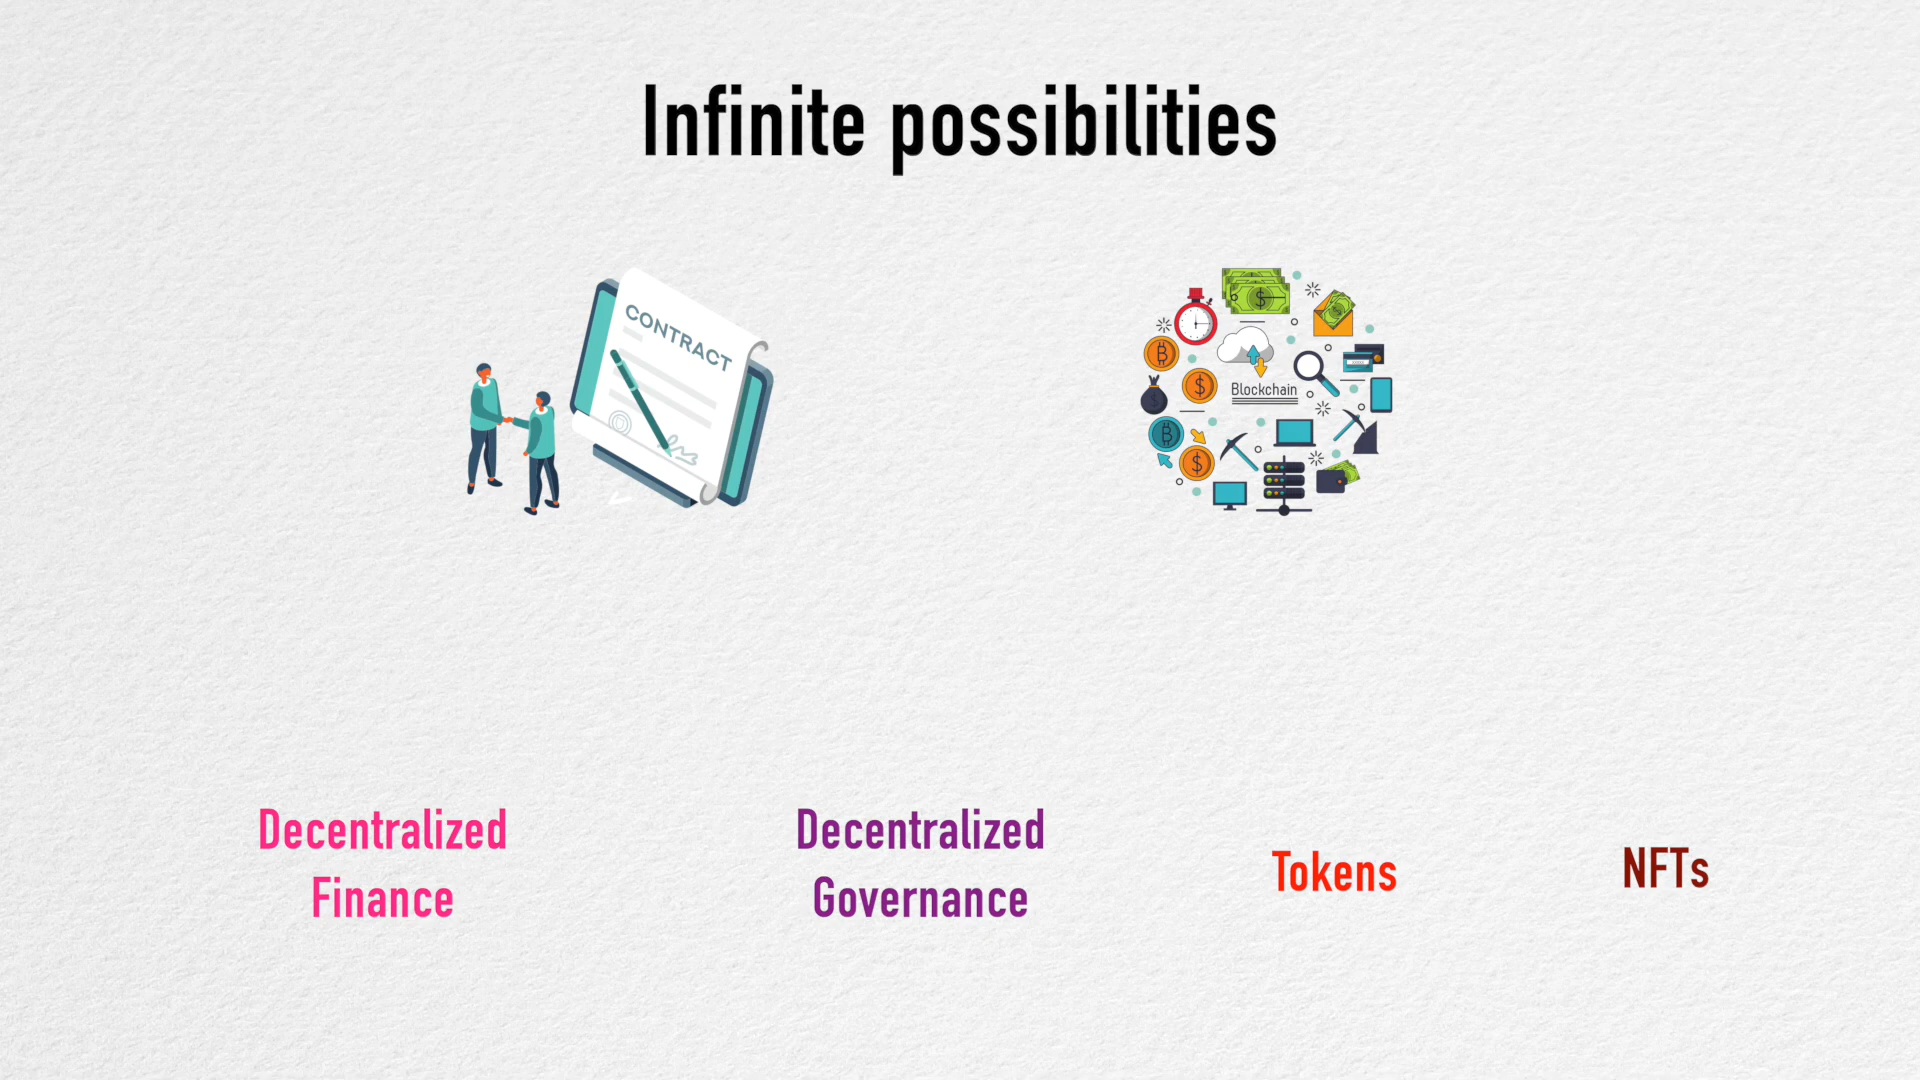 Infinite possibilities
CONTRACT
Blockchain
Decentralized
Finance
Decentralized
Governance
Tokens
NFTs